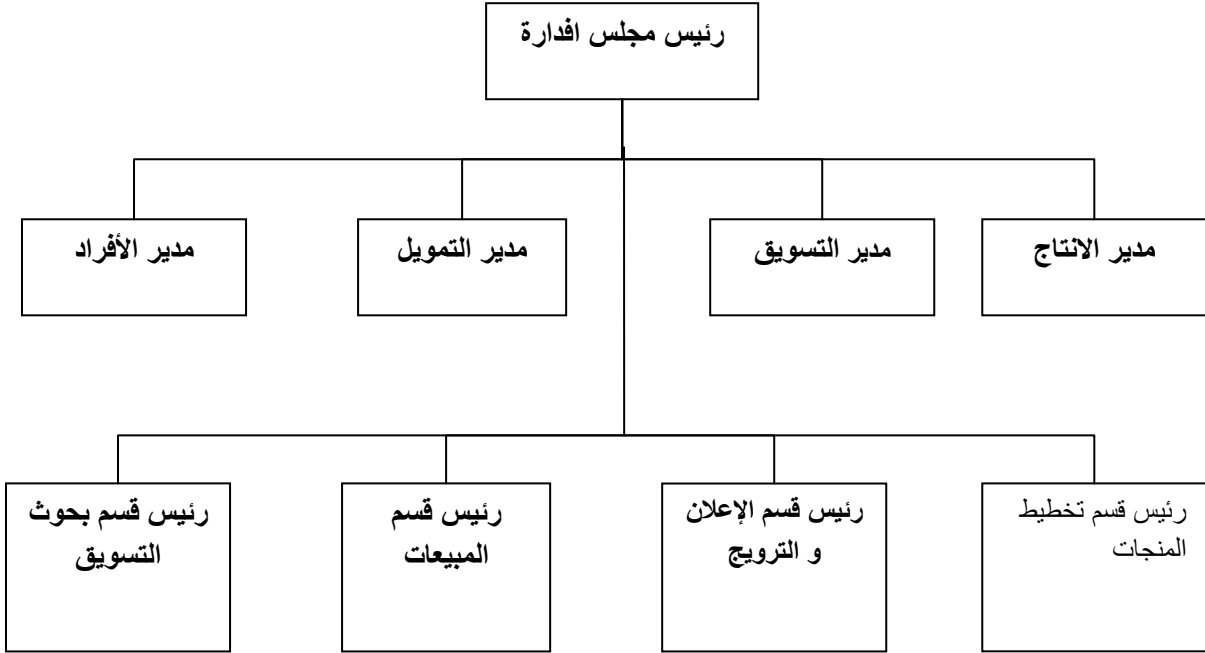 رئيس مجلس افدارة
مدير الانتاج
مدير التسويق
مدير التمويل
مدير الأفراد
رئيس قسم تخطيط
المنجات
رئيس قسم الإعلان
و الترويج
رئيس قسم
المبيعات
رئيس قسم بحوث
التسويق